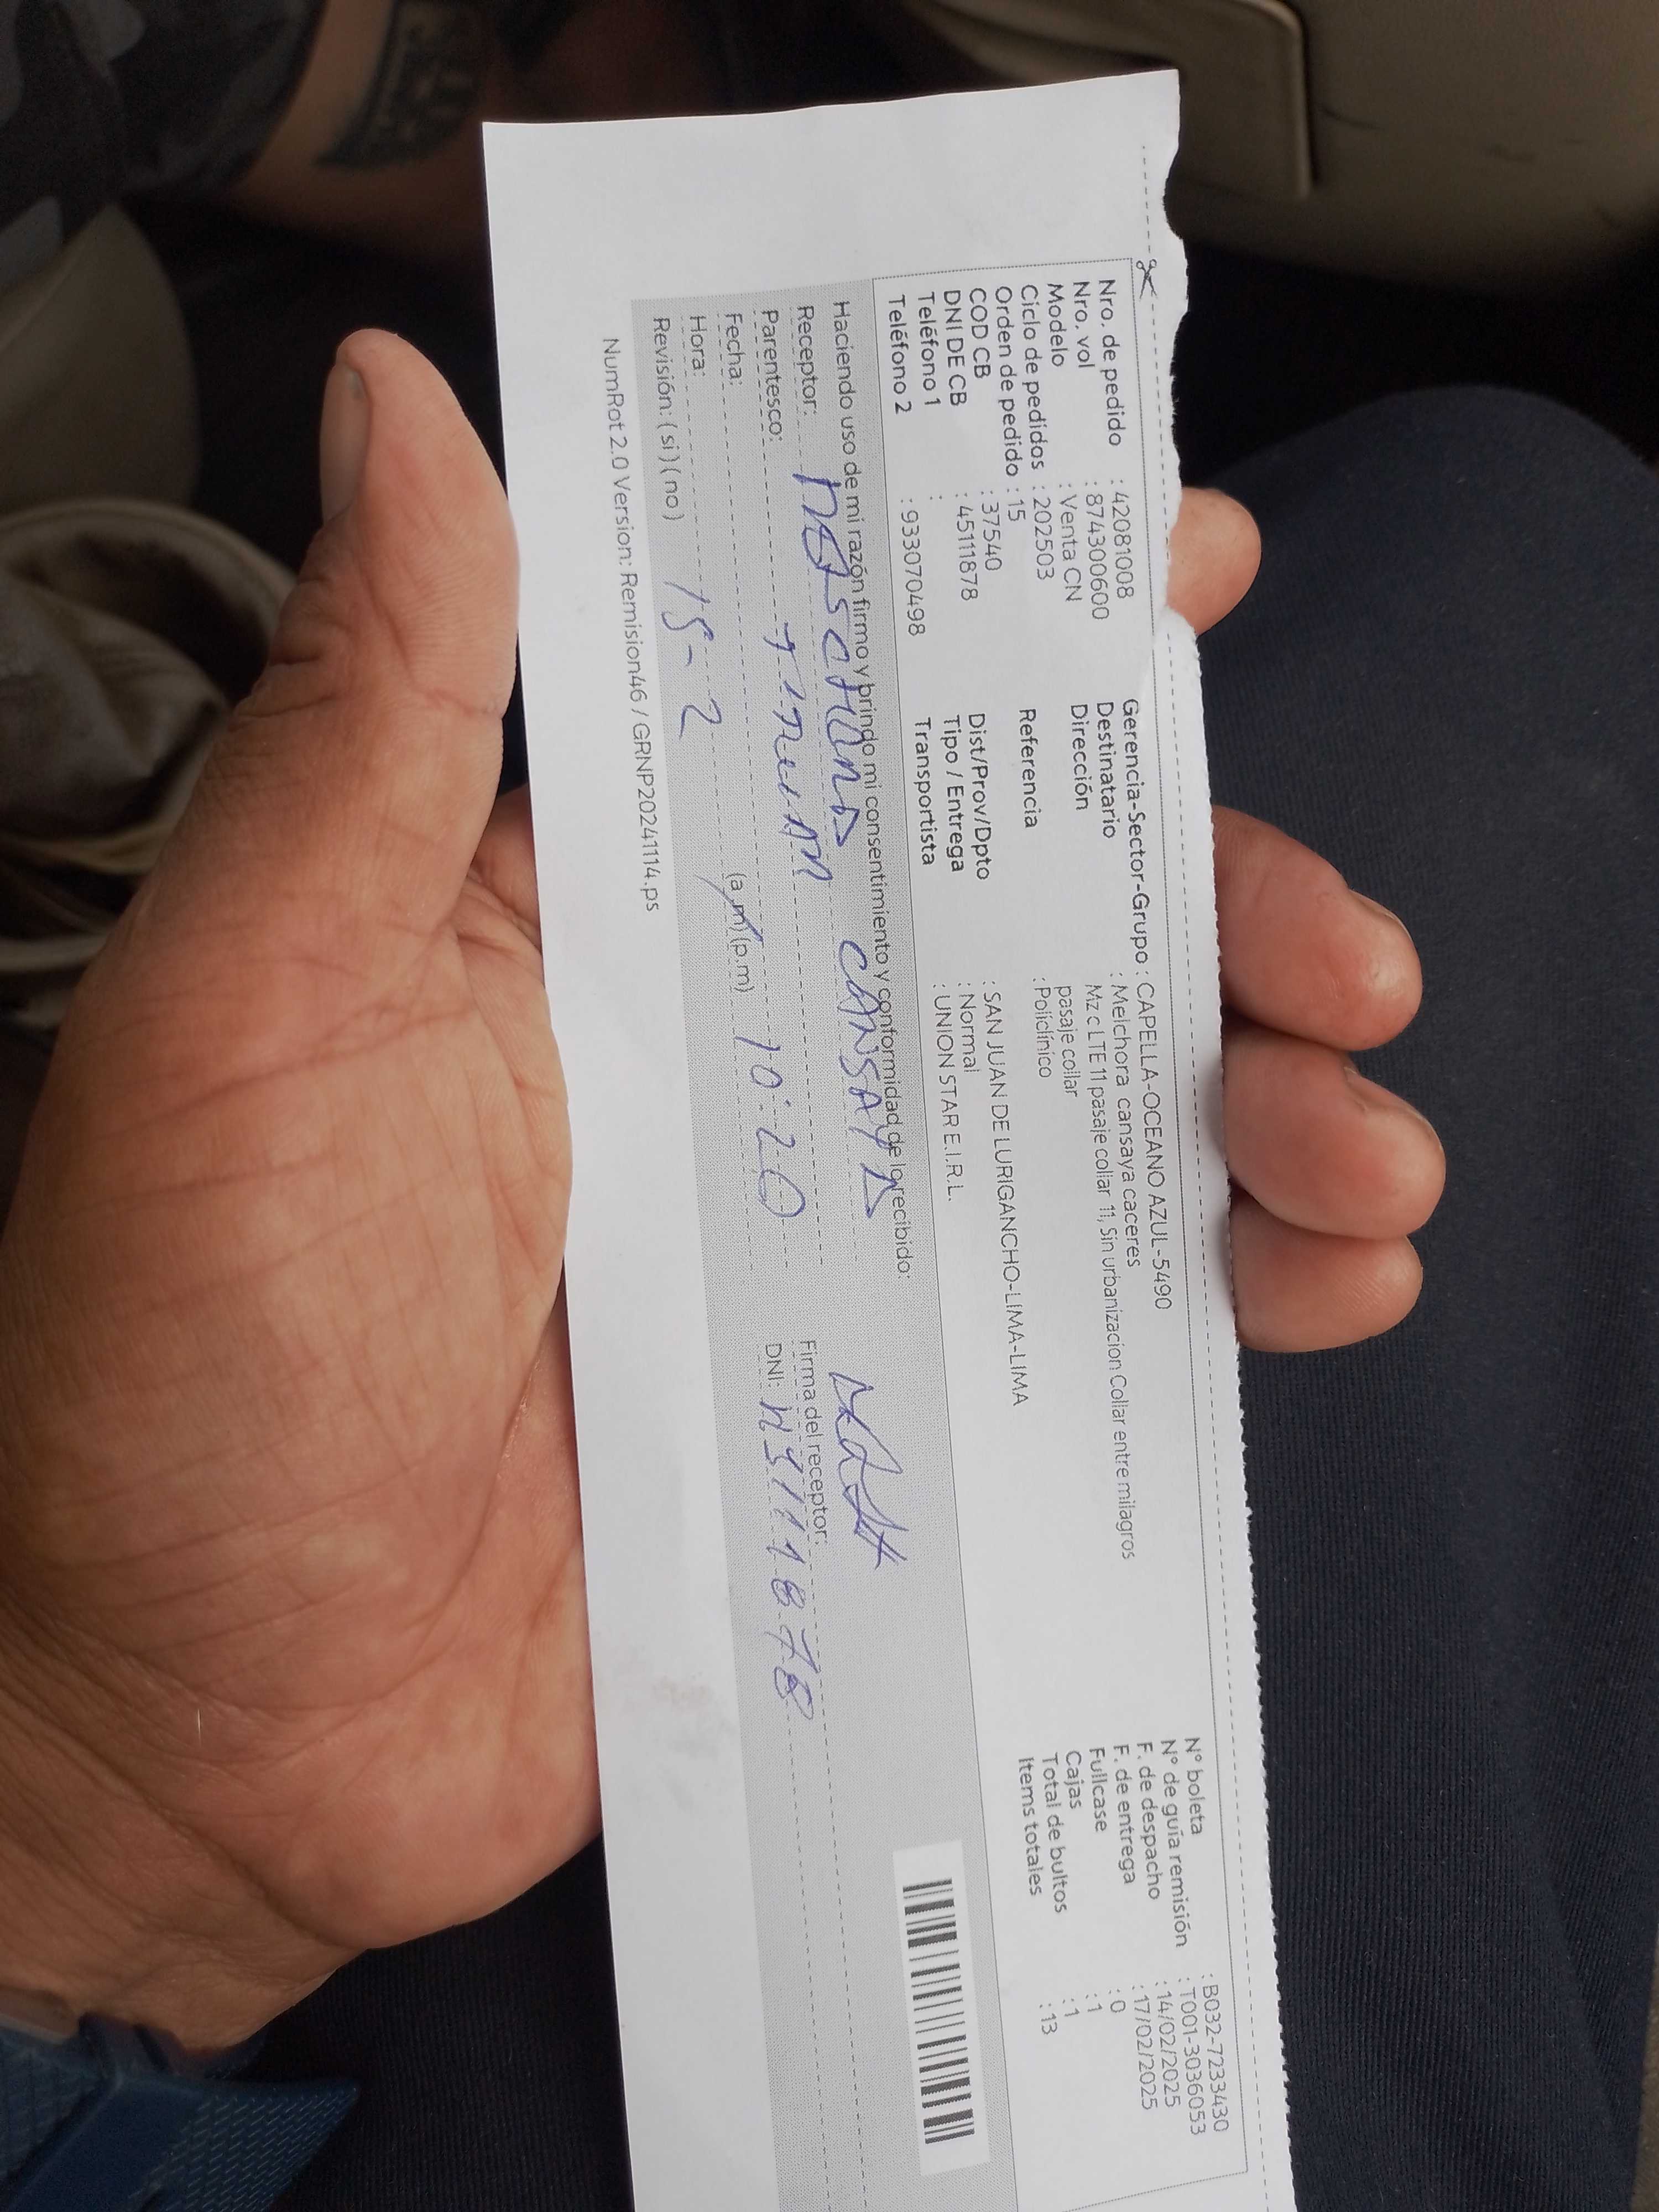 Nro. de pedido : 42081008
Nro. vol : 874300600
Modelo : Venta CN
Ciclo de pedidos : 202503
Orden de pedido : 15
COD CB : 37540
DNI DE CB : 45111878
Teléfono 1 :
Teléfono 2 : 933070498
Gerencia-Sector-Grupo : CAPELLA-OCEANO AZUL-5490
Destinatario : Melchora cansaya caceres
Dirección Mz c LTE 11 pasaje collar 11, Sin urbanizacion Collar entre milagros
pasaje collar
Referencia : Policlínico
Dist/Prov/Dpto : SAN JUAN DE LURIGANCHO-LIMA-LIMA
Tipo / Entrega : Normal
Transportista : UNION STAR E.I.R.L.
N° boleta : B032-7233430
N° de guía remisión : T001-3036053
F. de despacho : 14/02/2025
F. de entrega : 17/02/2025
Fullcase : 0
Cajas : 1
Total de bultos : 1
Items totales : 13
Haciendo uso de mi razón firmo y brindo mi consentimiento y conformidad de lo recibido:
Receptor: CANSAYA
Parentesco:
Fecha:
Hora: (a.m) (p.m) 10:20
Revisión: (si) (no) 15-2
Firma del receptor:
DNI:
NumRot 2.0 Version: Remision46 / GRNP20241114.ps